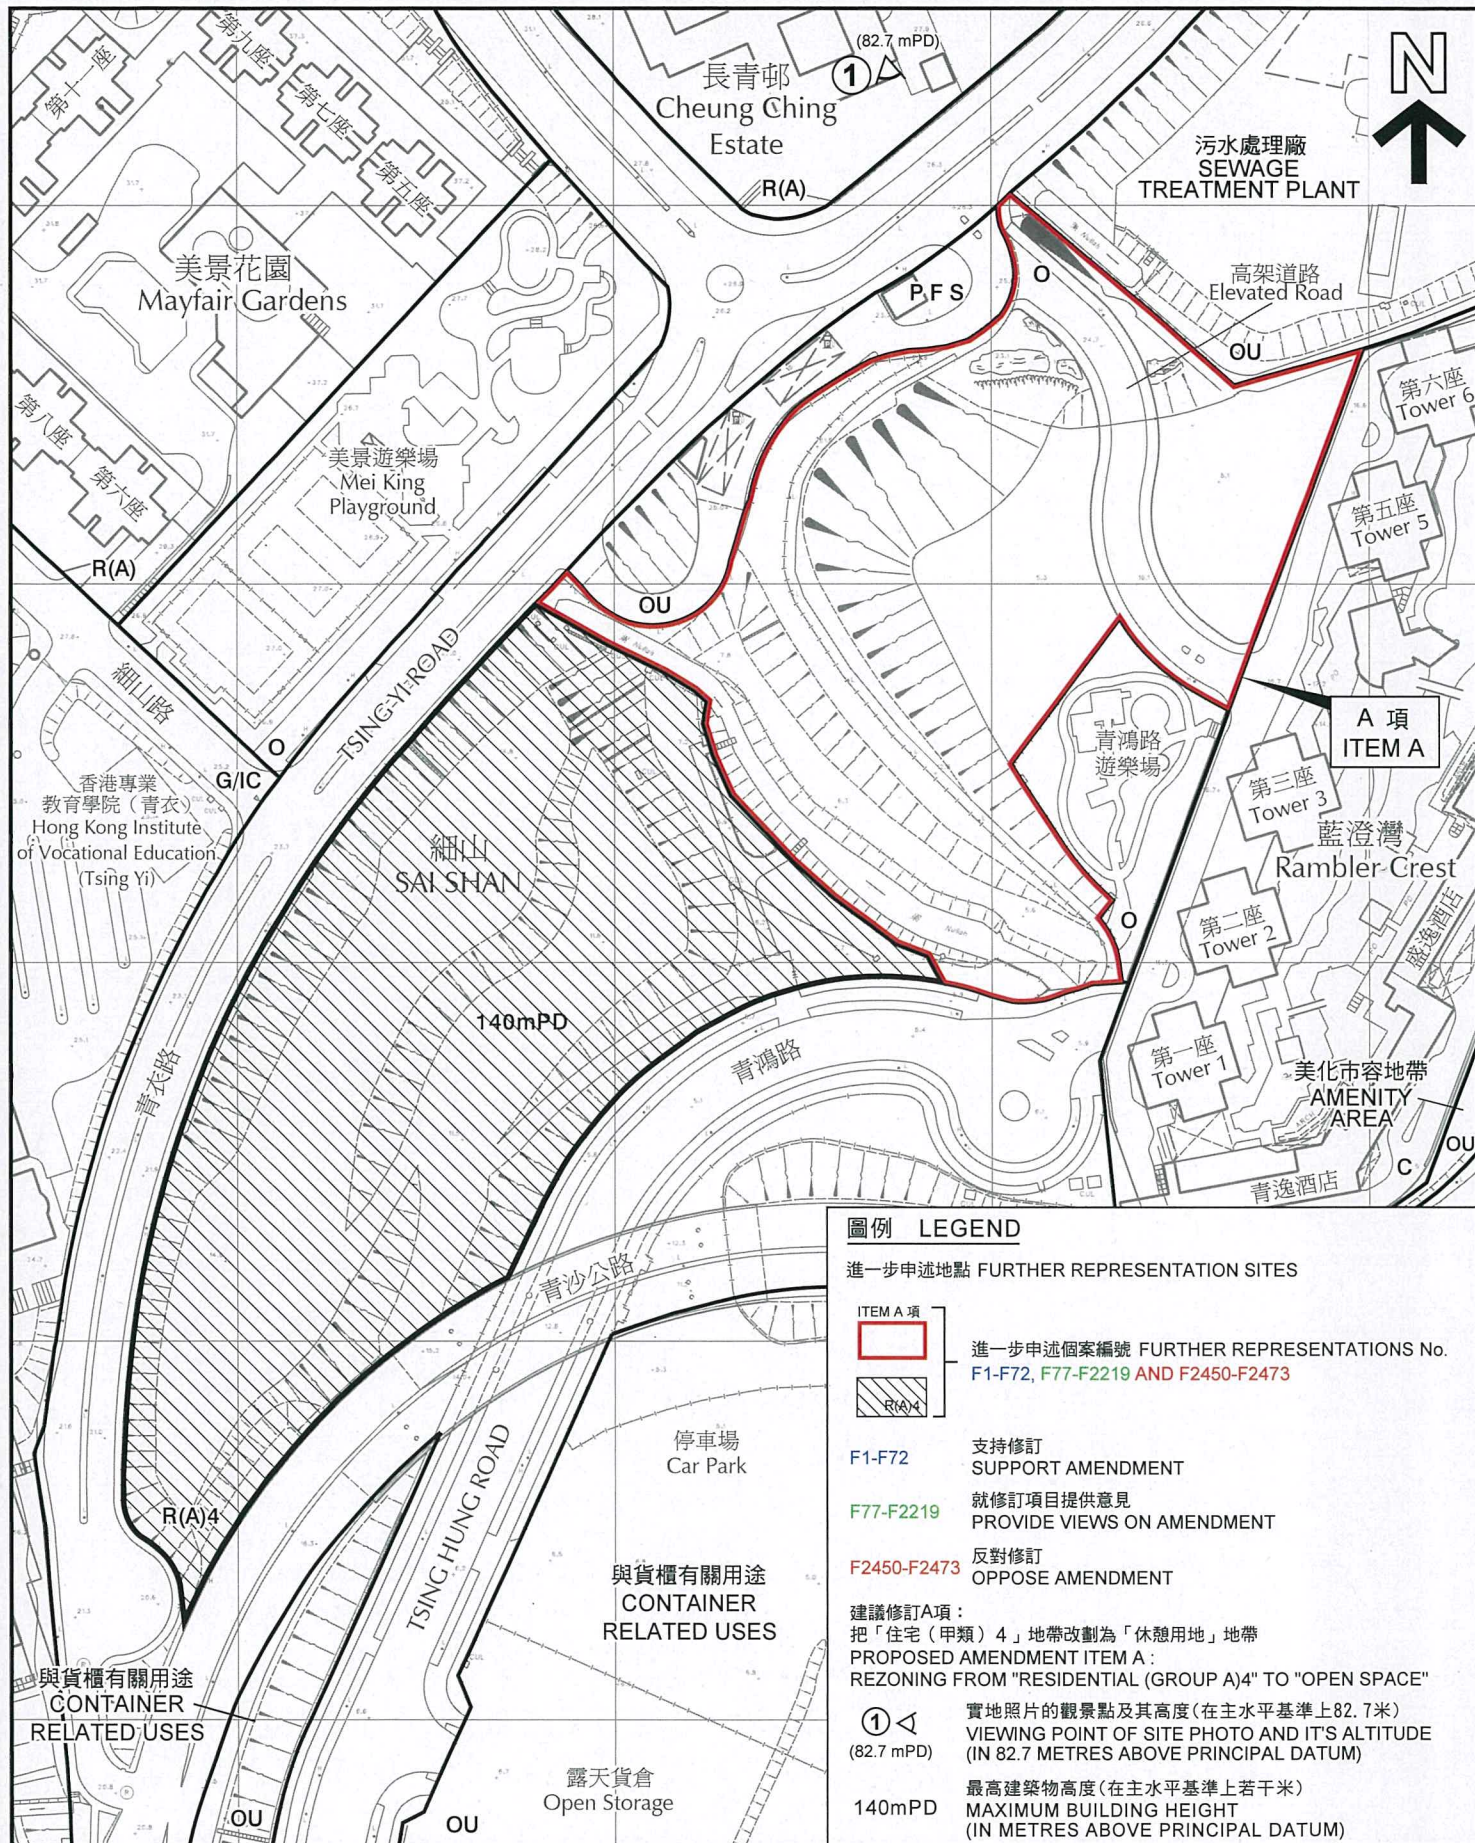 第十一座
第九座
第七座
第五座
長青邨
Cheung Ching
Estate
(82.7 mPD)
1
N
污水處理廠
SEWAGE
TREATMENT PLANT
R(A)
美景花園
Mayfair Gardens
P F S
O
高架道路
Elevated Road
OU
第六座
Tower 6
第八座
第六座
美景遊樂場
Mei King
Playground
第五座
Tower 5
R(A)
OU
Nullah
細山路
TSING YI ROAD
O
G/IC
香港專業
教育學院（青衣）
Hong Kong Institute
of Vocational Education
(Tsing Yi)
細山
SAI SHAN
青鴻路
遊樂場
A 項
ITEM A
第三座
Tower 3
藍澄灣
Rambler Crest
第二座
Tower 2
盛逸酒店
O
Nullah
140mPD
青衣路
青鴻路
第一座
Tower 1
美化市容地帶
AMENITY
AREA
OU
C
青逸酒店
青沙公路
停車場
Car Park
TSING HUNG ROAD
R(A)4
與貨櫃有關用途
CONTAINER
RELATED USES
與貨櫃有關用途
CONTAINER
RELATED USES
露天貨倉
Open Storage
OU
OU
圖例 LEGEND
進一步申述地點 FURTHER REPRESENTATION SITES
ITEM A 項
R(A)4
進一步申述個案編號 FURTHER REPRESENTATIONS No.
F1-F72, F77-F2219 AND F2450-F2473
F1-F72
支持修訂
SUPPORT AMENDMENT
F77-F2219
就修訂項目提供意見
PROVIDE VIEWS ON AMENDMENT
F2450-F2473
反對修訂
OPPOSE AMENDMENT
建議修訂A項：
把「住宅（甲類）4」地帶改劃為「休憩用地」地帶
PROPOSED AMENDMENT ITEM A :
REZONING FROM "RESIDENTIAL (GROUP A)4" TO "OPEN SPACE"
1
(82.7 mPD)
實地照片的觀景點及其高度(在主水平基準上82.7米)
VIEWING POINT OF SITE PHOTO AND IT'S ALTITUDE
(IN 82.7 METRES ABOVE PRINCIPAL DATUM)
140mPD
最高建築物高度(在主水平基準上若干米)
MAXIMUM BUILDING HEIGHT
(IN METRES ABOVE PRINCIPAL DATUM)